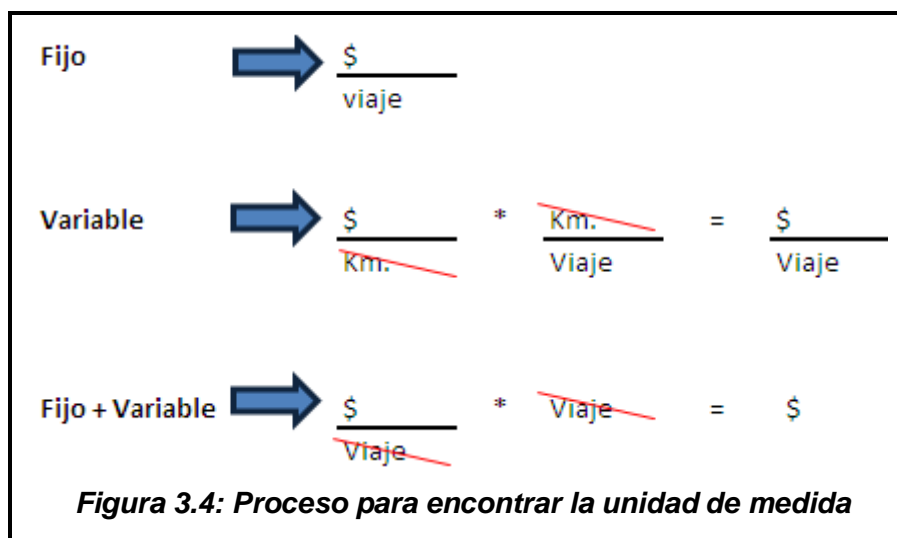 Fijo $
viaje
Variable $ * Km. = $
Km. Viaje Viaje
Fijo + Variable $ * Viaje = $
Viaje
Figura 3.4: Proceso para encontrar la unidad de medida